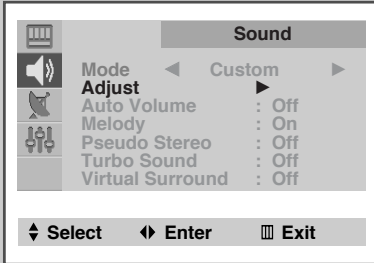 Sound
Mode ◀ Custom ▶
Adjust ▶
Auto Volume : Off
Melody : On
Pseudo Stereo : Off
Turbo Sound : Off
Virtual Surround : Off
Select Enter Exit